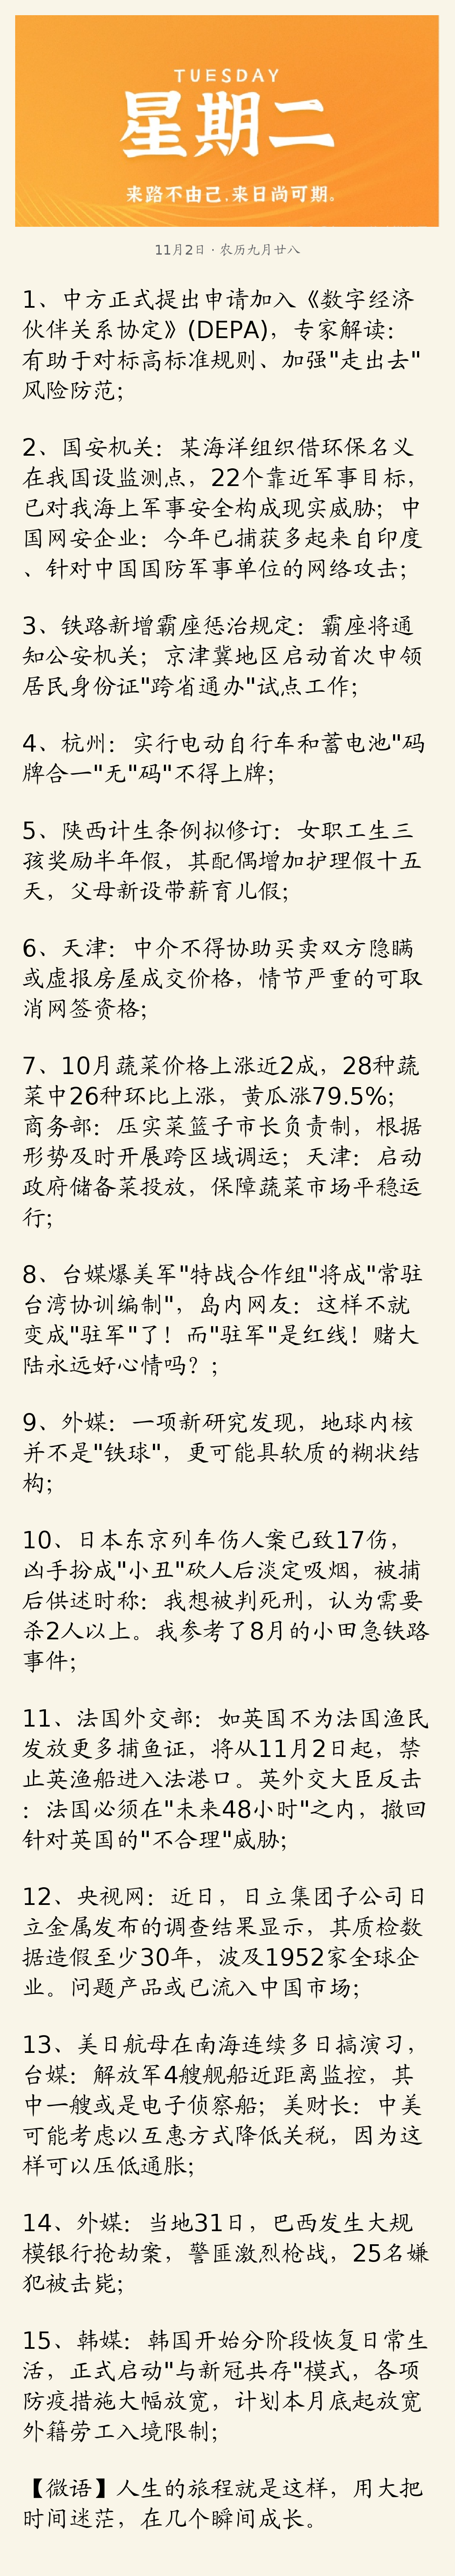 TUESDAY
星期二
来路不由己,来日尚可期。
11月2日·农历九月廿八
1、中方正式提出申请加入《数字经济
伙伴关系协定》(DEPA)，专家解读：
有助于对标高标准规则、加强"走出去"
风险防范；
2、国安机关：某海洋组织借环保名义
在我国设监测点，22个靠近军事目标，
已对我海上军事安全构成现实威胁；中
国网安企业：今年已捕获多起来自印度
、针对中国国防军事单位的网络攻击；
3、铁路新增霸座惩治规定：霸座将通
知公安机关；京津冀地区启动首次申领
居民身份证"跨省通办"试点工作；
4、杭州：实行电动自行车和蓄电池"码
牌合一"无"码"不得上牌；
5、陕西计生条例拟修订：女职工生三
孩奖励半年假，其配偶增加护理假十五
天，父母新设带薪育儿假；
6、天津：中介不得协助买卖双方隐瞒
或虚报房屋成交价格，情节严重的可取
消网签资格；
7、10月蔬菜价格上涨近2成，28种蔬
菜中26种环比上涨，黄瓜涨79.5%；
商务部：压实菜篮子市长负责制，根据
形势及时开展跨区域调运；天津：启动
政府储备菜投放，保障蔬菜市场平稳运
行；
8、台媒爆美军"特战合作组"将成"常驻
台湾协训编制"，岛内网友：这样不就
变成"驻军"了！而"驻军"是红线！赌大
陆永远好心情吗？；
9、外媒：一项新研究发现，地球内核
并不是"铁球"，更可能具软质的糊状结
构；
10、日本东京列车伤人案已致17伤，
凶手扮成"小丑"砍人后淡定吸烟，被捕
后供述时称：我想被判死刑，认为需要
杀2人以上。我参考了8月的小田急铁路
事件；
11、法国外交部：如英国不为法国渔民
发放更多捕鱼证，将从11月2日起，禁
止英渔船进入法港口。英外交大臣反击
：法国必须在"未来48小时"之内，撤回
针对英国的"不合理"威胁；
12、央视网：近日，日立集团子公司日
立金属发布的调查结果显示，其质检数
据造假至少30年，波及1952家全球企
业。问题产品或已流入中国市场；
13、美日航母在南海连续多日搞演习，
台媒：解放军4艘舰船近距离监控，其
中一艘或是电子侦察船；美财长：中美
可能考虑以互惠方式降低关税，因为这
样可以压低通胀；
14、外媒：当地31日，巴西发生大规
模银行抢劫案，警匪激烈枪战，25名嫌
犯被击毙；
15、韩媒：韩国开始分阶段恢复日常生
活，正式启动"与新冠共存"模式，各项
防疫措施大幅放宽，计划本月底起放宽
外籍劳工入境限制；
【微语】人生的旅程就是这样，用大把
时间迷茫，在几个瞬间成长。